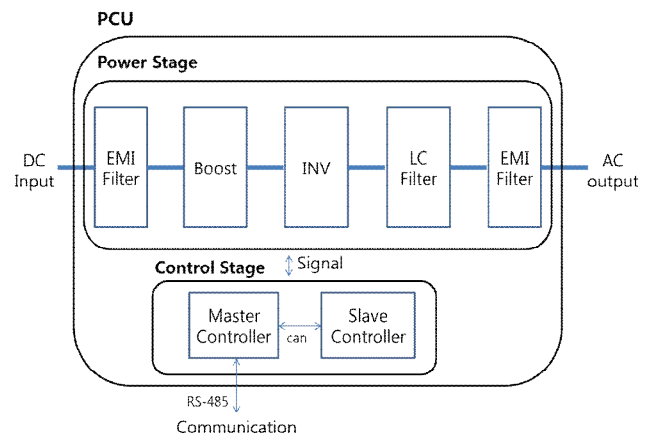 PCU
Power Stage
DC
Input
EMI
Filter
Boost
INV
LC
Filter
EMI
Filter
AC
output
Signal
Control Stage
Master
Controller
can
Slave
Controller
RS-485
Communication